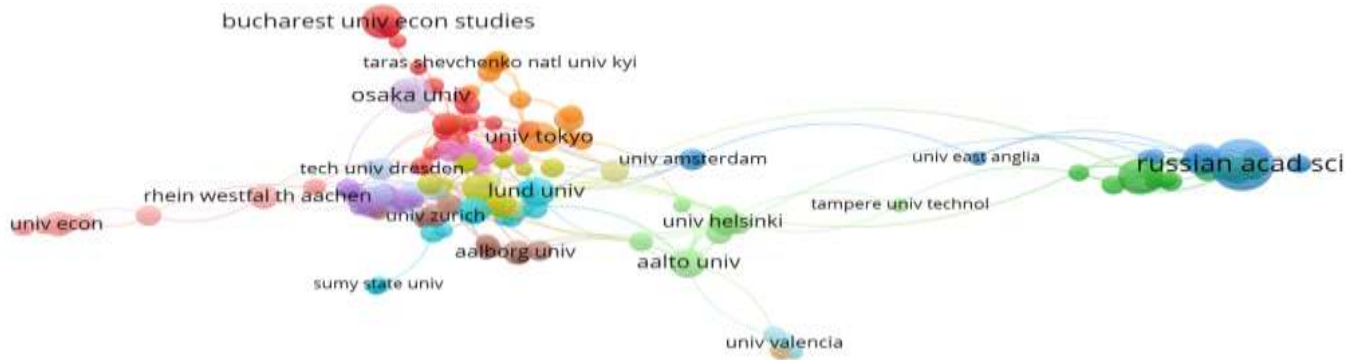 bucharest univ econ studies
taras shevchenko natl univ kyi
osaka univ
univ tokyo
tech univ dresden
univ amsterdam
univ east anglia
russian acad sci
rhein westfal th aachen
lund univ
tampere univ technol
univ econ
univ zurich
univ helsinki
aalborg univ
aalto univ
sumy state univ
univ valencia